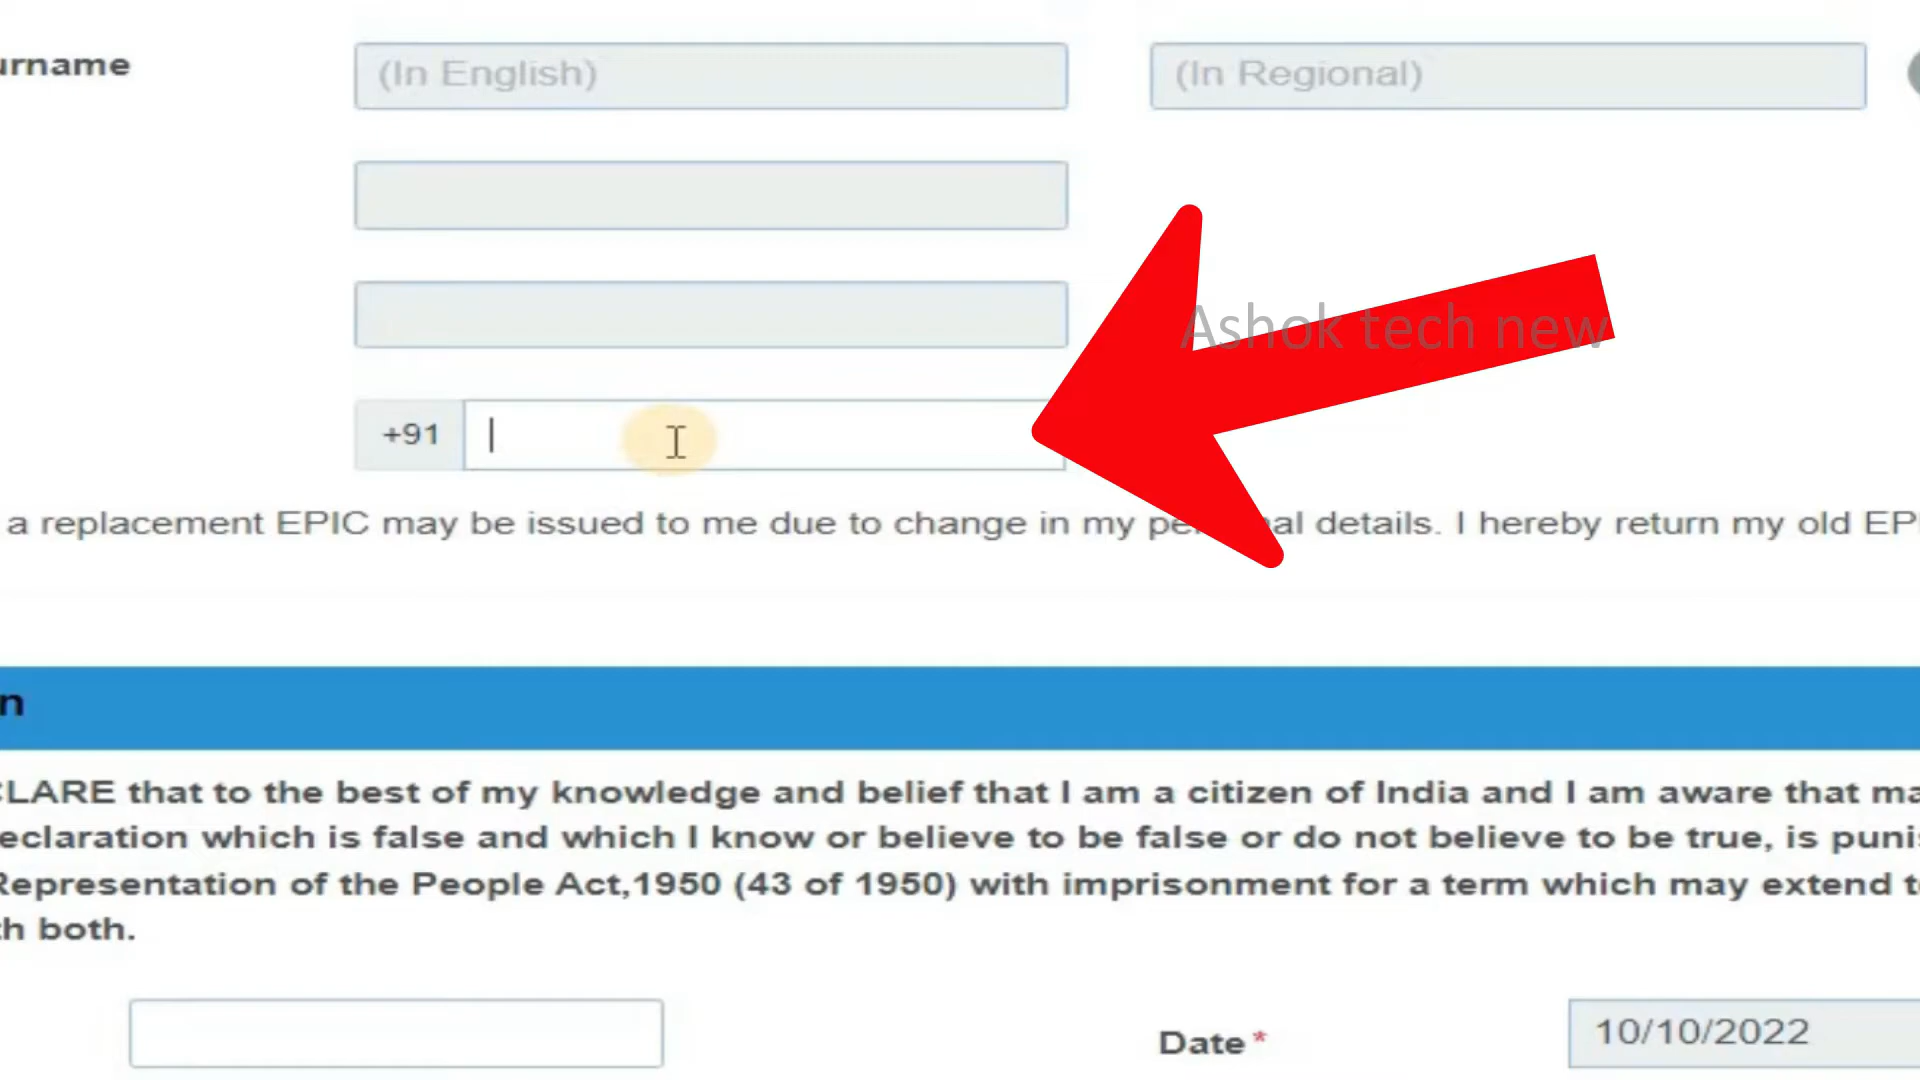 urname (In English) (In Regional)
Ashok tech new
+91
a replacement EPIC may be issued to me due to change in my details. I hereby return my old EP
n
CLARE that to the best of my knowledge and belief that I am a citizen of India and I am aware that ma
eclaration which is false and which I know or believe to be false or do not believe to be true, is puni
Representation of the People Act,1950 (43 of 1950) with imprisonment for a term which may extend t
th both.
Date * 10/10/2022